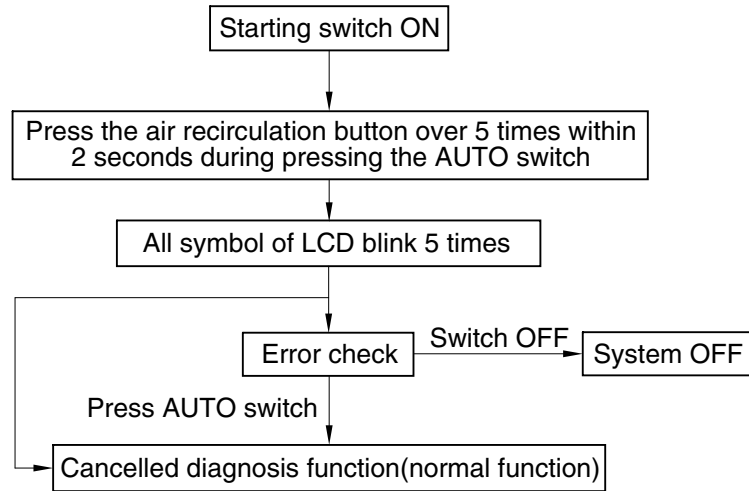 Starting switch ON
Press the air recirculation button over 5 times within
2 seconds during pressing the AUTO switch
All symbol of LCD blink 5 times
Error check
Switch OFF
System OFF
Press AUTO switch
Cancelled diagnosis function(normal function)